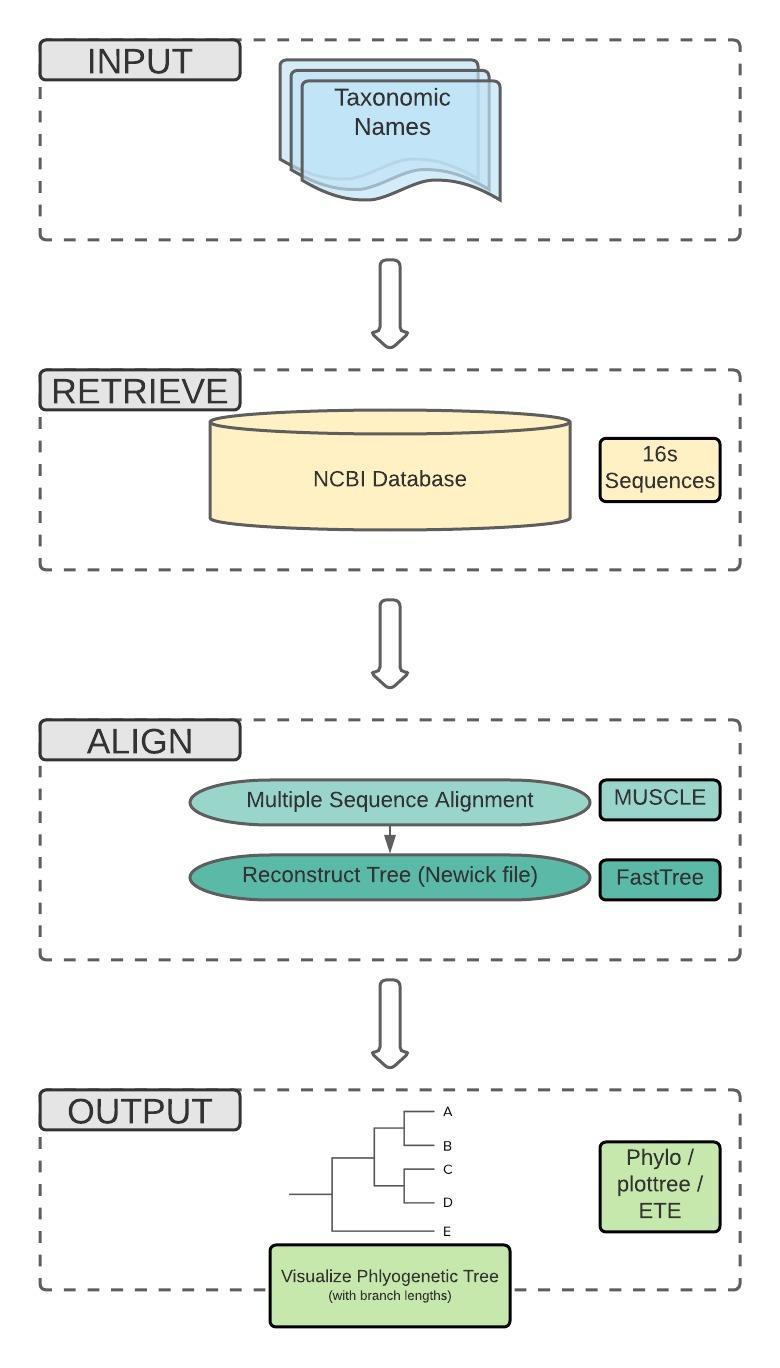 INPUT
Taxonomic
Names
RETRIEVE
NCBI Database
16s
Sequences
ALIGN
Multiple Sequence Alignment
MUSCLE
Reconstruct Tree (Newick file)
FastTree
OUTPUT
A
B
C
D
E
Phylo /
plottree /
ETE
Visualize Phlyogenetic Tree
(with branch lengths)